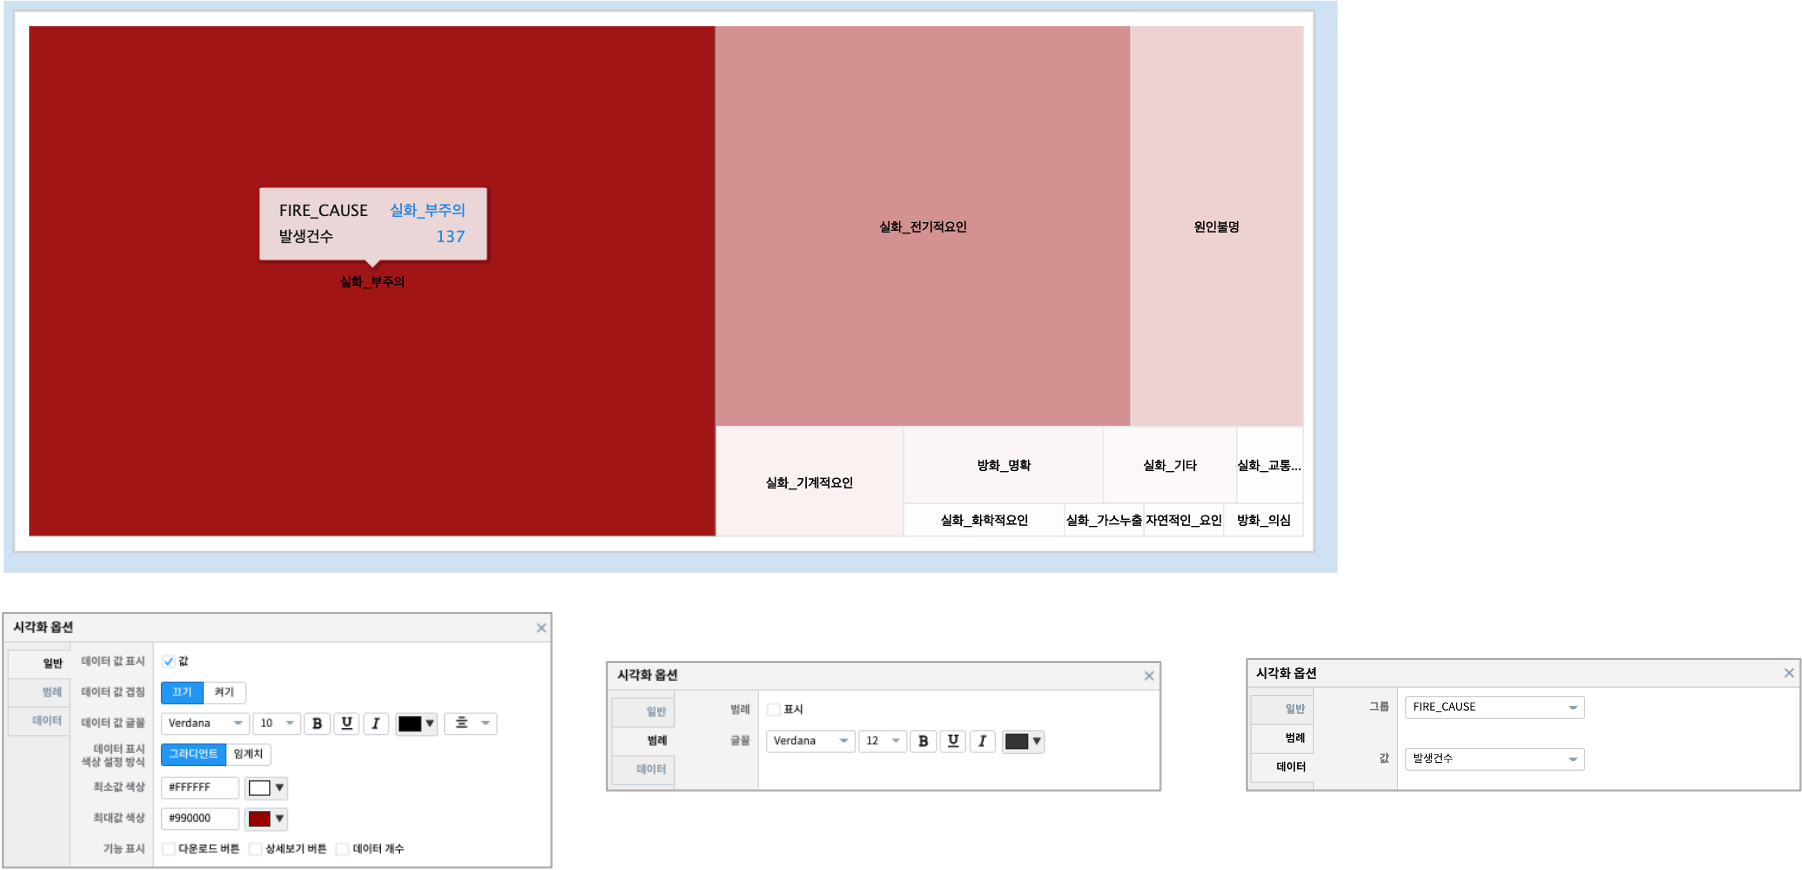 FIRE_CAUSE 실화_부주의
발생건수 137
실화_부주의
실화_전기적요인
원인불명
실화_기계적요인
방화_명확
실화_기타
실화_교통...
실화_화학적요인
실화_가스누출
자연적인_요인
방화_의심
시각화 옵션
일반
범례
데이터
데이터 값 표시 값
데이터 값 겹침 끄기 켜기
데이터 값 글꼴 Verdana 10 B U I
데이터 표시
색상 설정 방식 그라디언트 임계치
최소값 색상 #FFFFFF
최대값 색상 #990000
기능 표시 다운로드 버튼 상세보기 버튼 데이터 개수
시각화 옵션
일반
범례
데이터
범례 표시
글꼴 Verdana 12 B U I
시각화 옵션
일반
범례
데이터
그룹 FIRE_CAUSE
값 발생건수